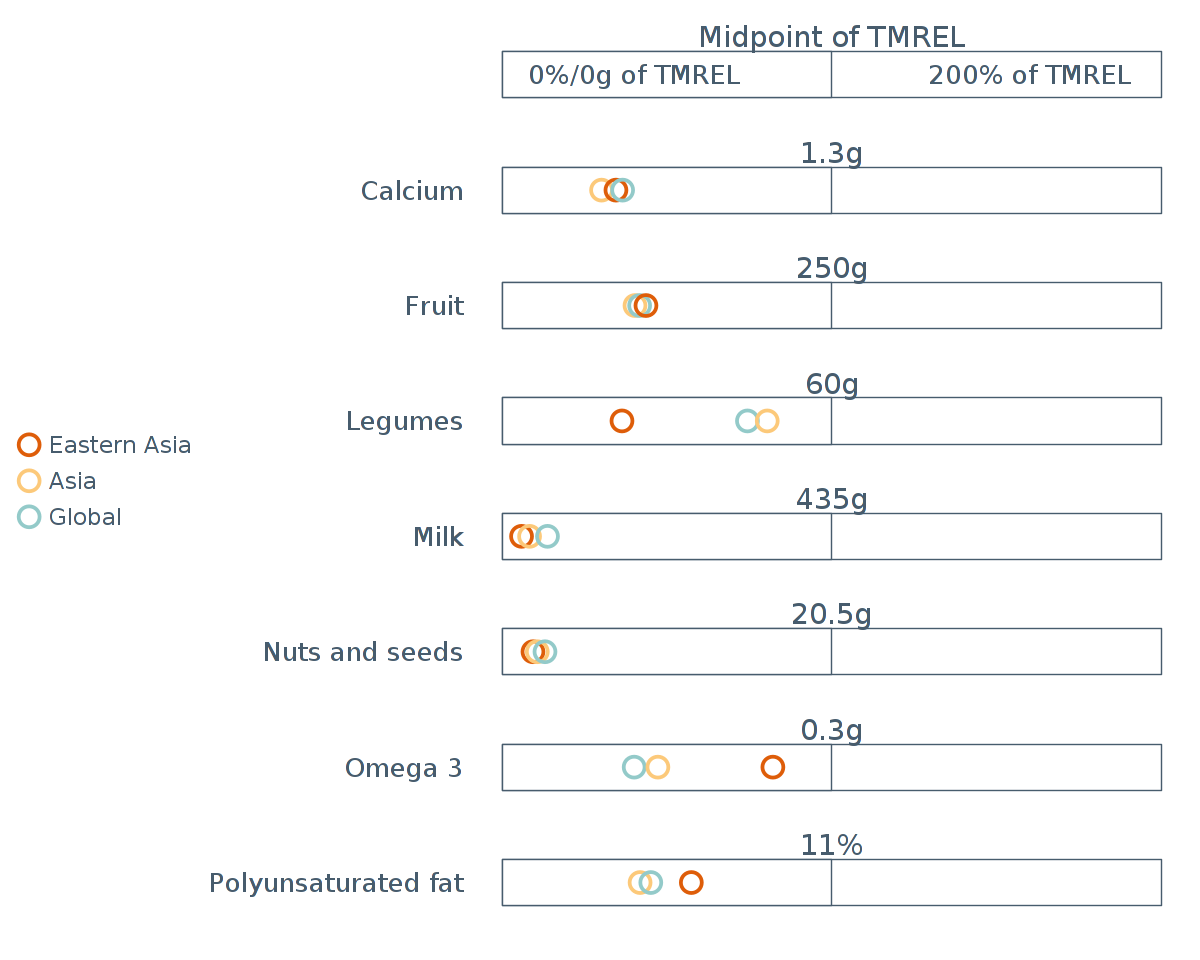 Midpoint of TMREL
0%/0g of TMREL
200% of TMREL
1.3g
Calcium
250g
Fruit
60g
Legumes
435g
Milk
20.5g
Nuts and seeds
0.3g
Omega 3
11%
Polyunsaturated fat
Eastern Asia
Asia
Global